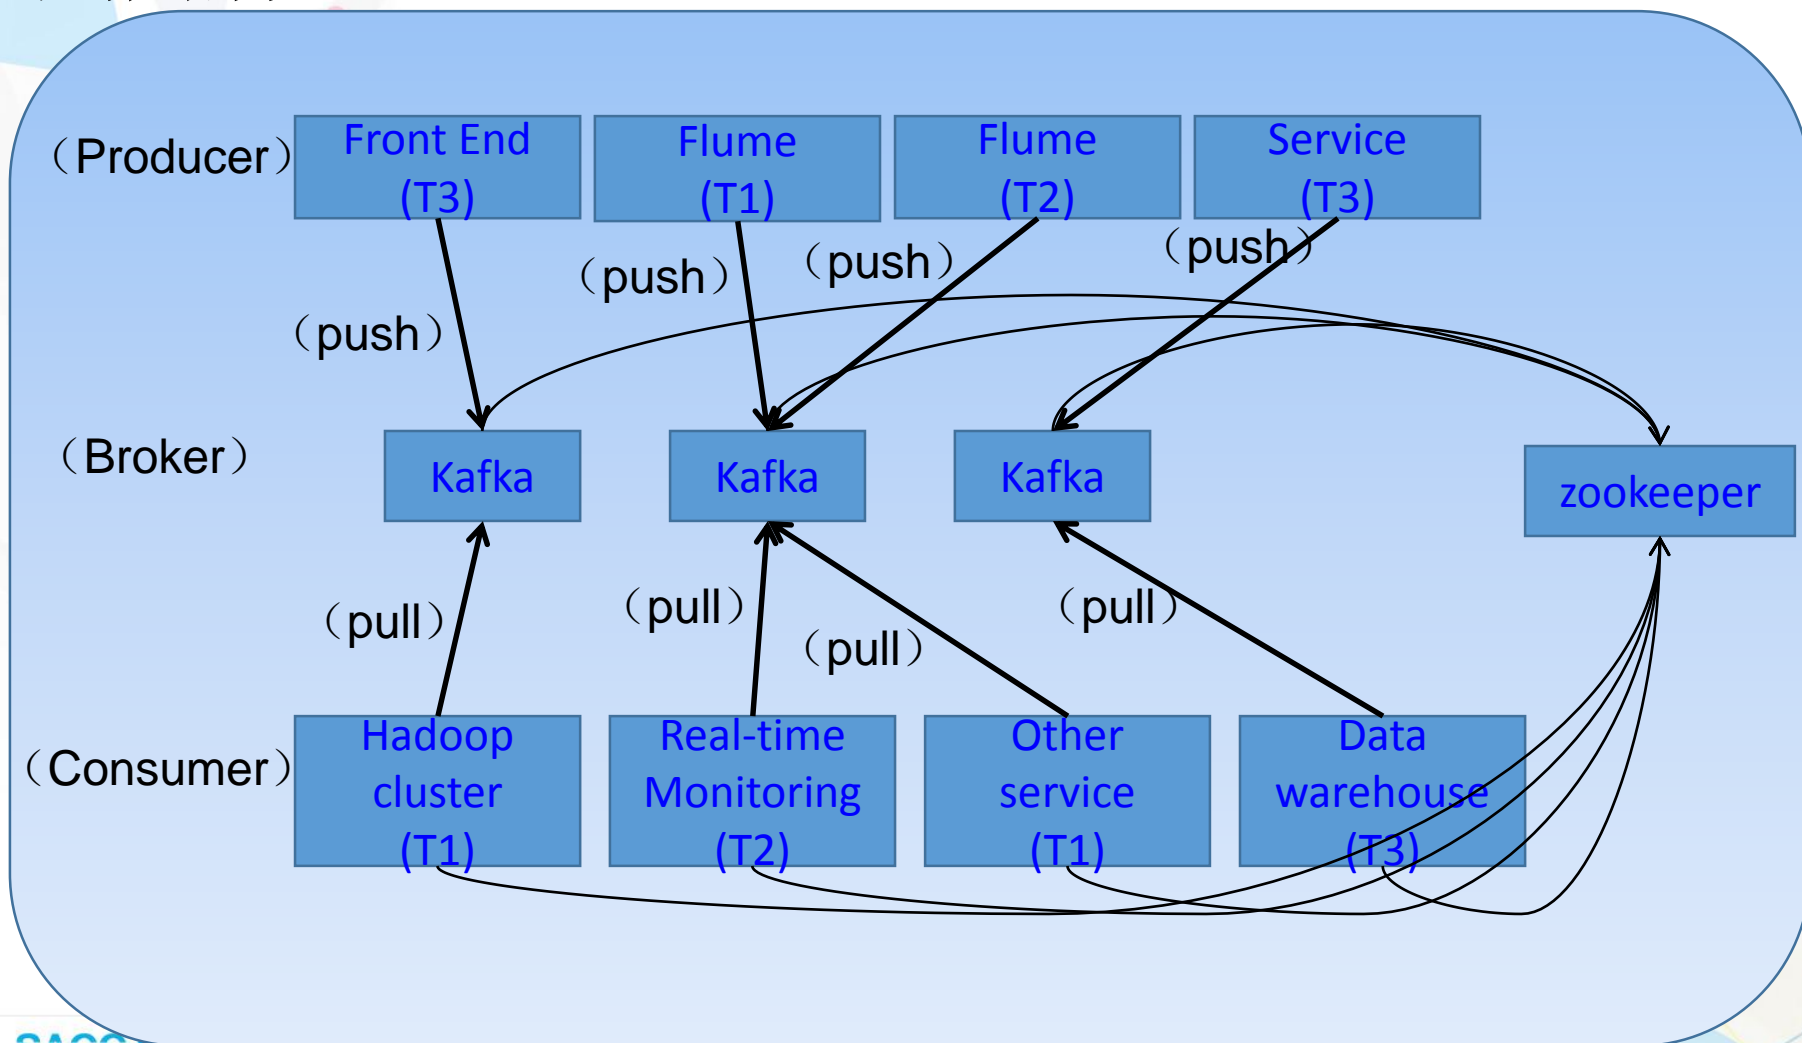 （Producer）
Front End
(T3)
Flume
(T1)
Flume
(T2)
Service
(T3)
（push）
（push）
（push）
（push）
（Broker）
Kafka
Kafka
Kafka
zookeeper
（pull）
（pull）
（pull）
（pull）
（Consumer）
Hadoop
cluster
(T1)
Real-time
Monitoring
(T2)
Other
service
(T1)
Data
warehouse
(T3)